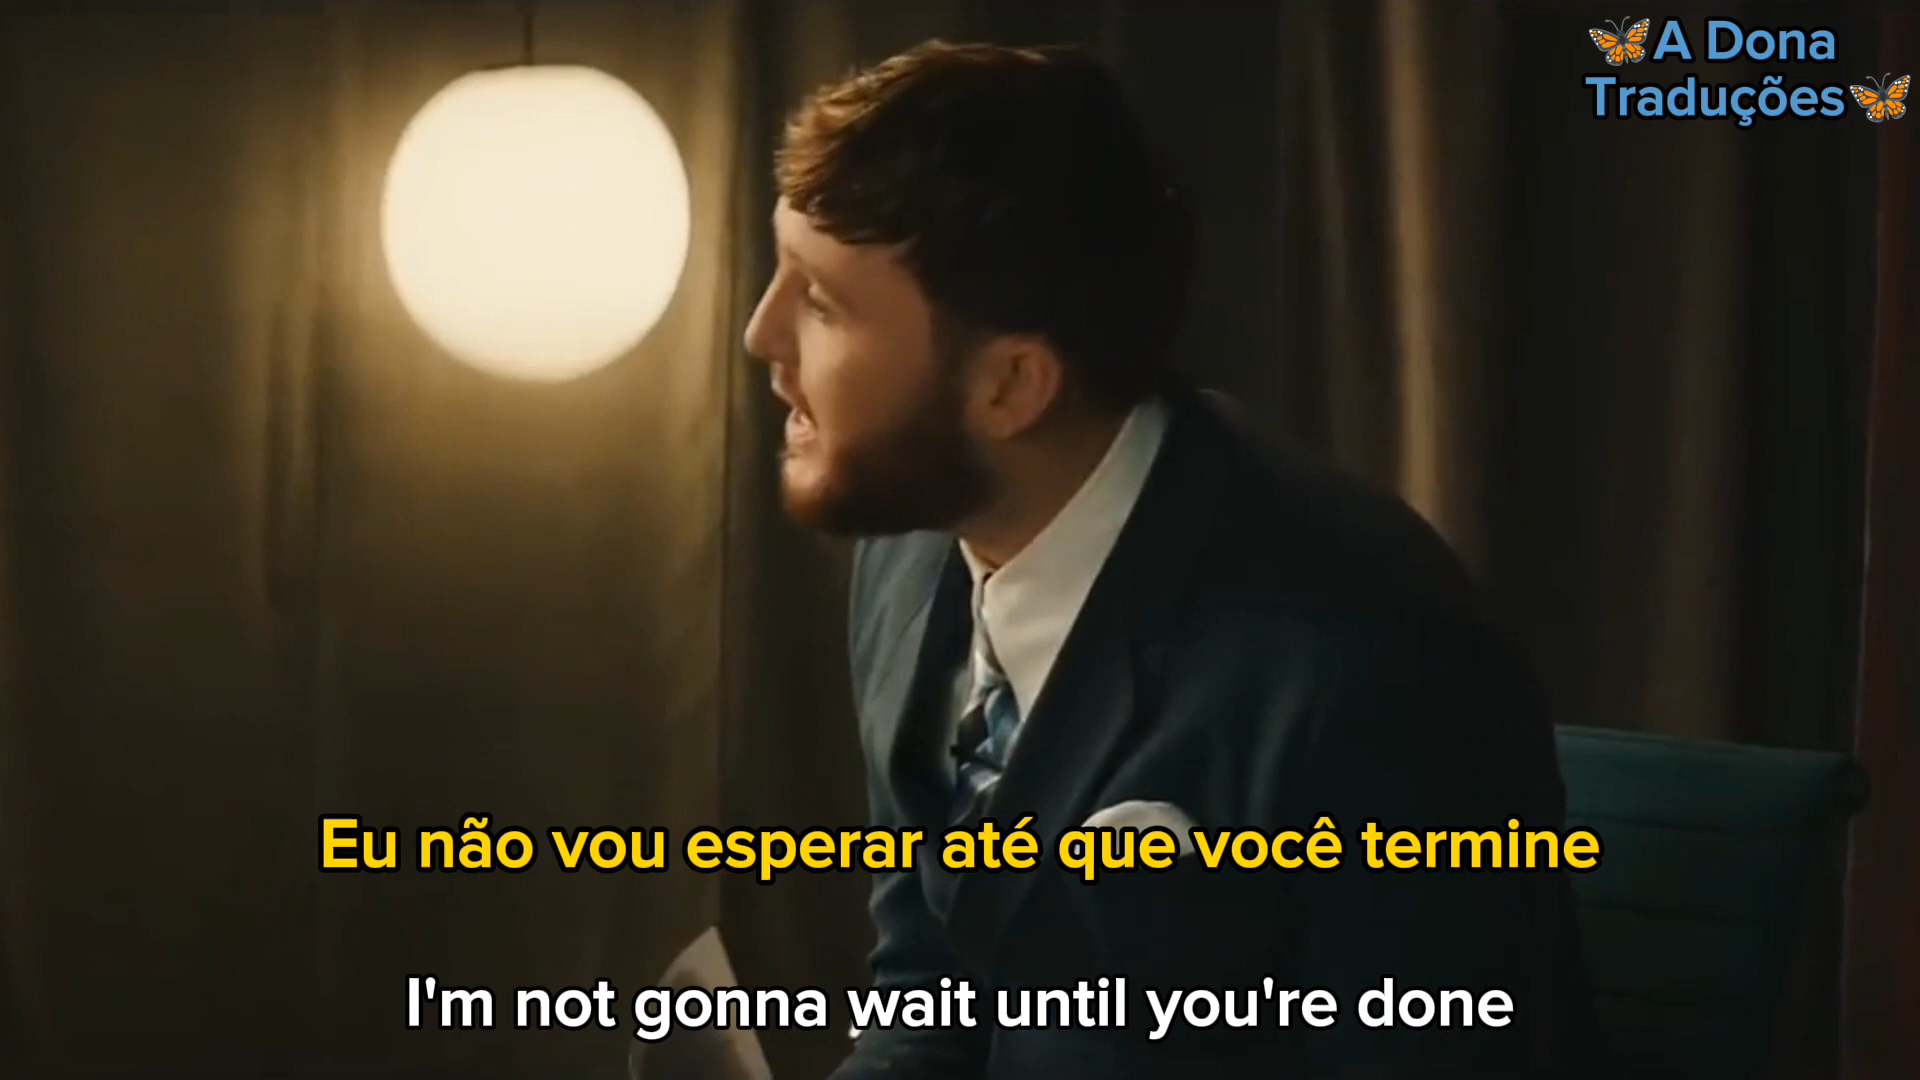 A Dona
Traduções
Eu não vou esperar até que você termine
I'm not gonna wait until you're done